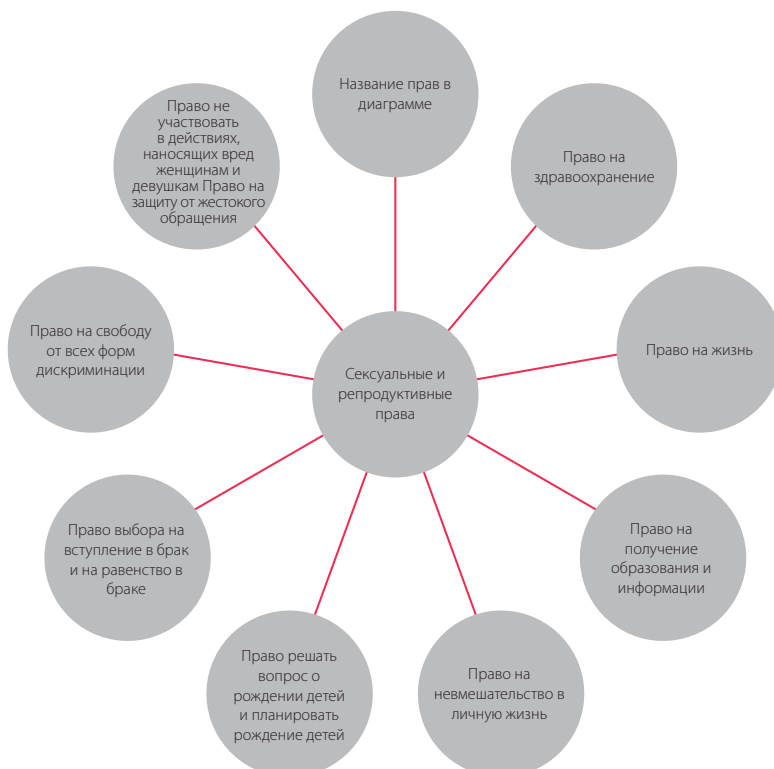 Название прав в
диаграмме
Право на
здравоохранение
Право на жизнь
Право на
получение
образования и
информации
Право на
невмешательство в
личную жизнь
Право решать
вопрос о
рождении детей
и планировать
рождение детей
Право выбора на
вступление в брак
и на равенство в
браке
Право на свободу
от всех форм
дискриминации
Право не
участвовать
в действиях,
наносящих вред
женщинам и
девушкам Право на
защиту от жестокого
обращения
Сексуальные и
репродуктивные
права